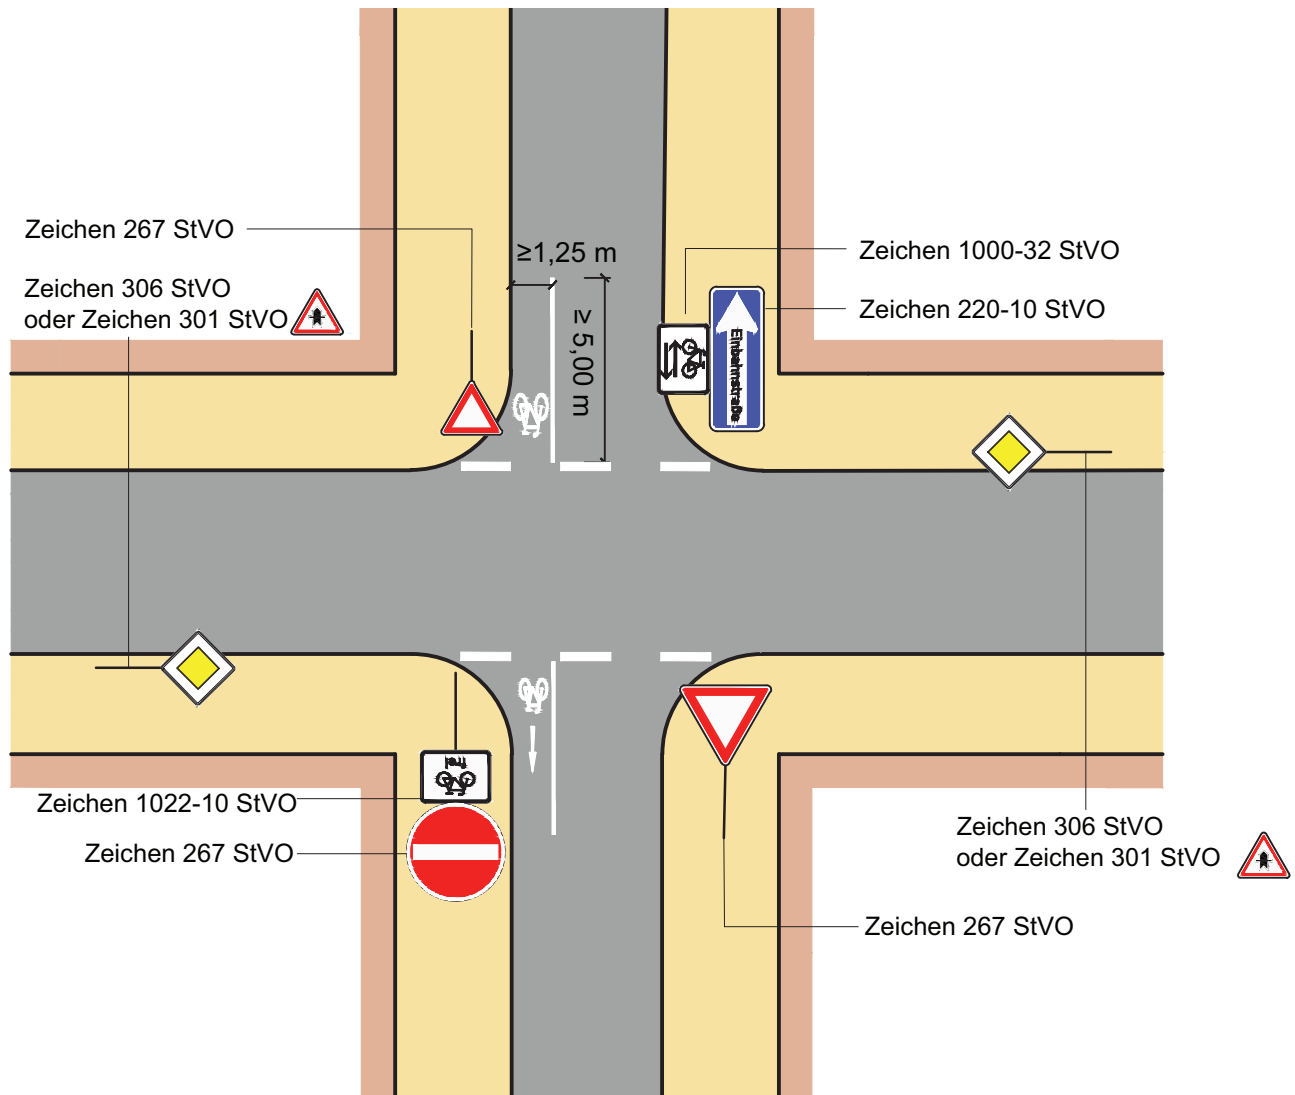 Zeichen 267 StVO
Zeichen 306 StVO
oder Zeichen 301 StVO
≥1,25 m
≥ 5,00 m
Zeichen 1000-32 StVO
Zeichen 220-10 StVO
Einbahnstraße
frei
Zeichen 1022-10 StVO
Zeichen 267 StVO
Zeichen 306 StVO
oder Zeichen 301 StVO
Zeichen 267 StVO